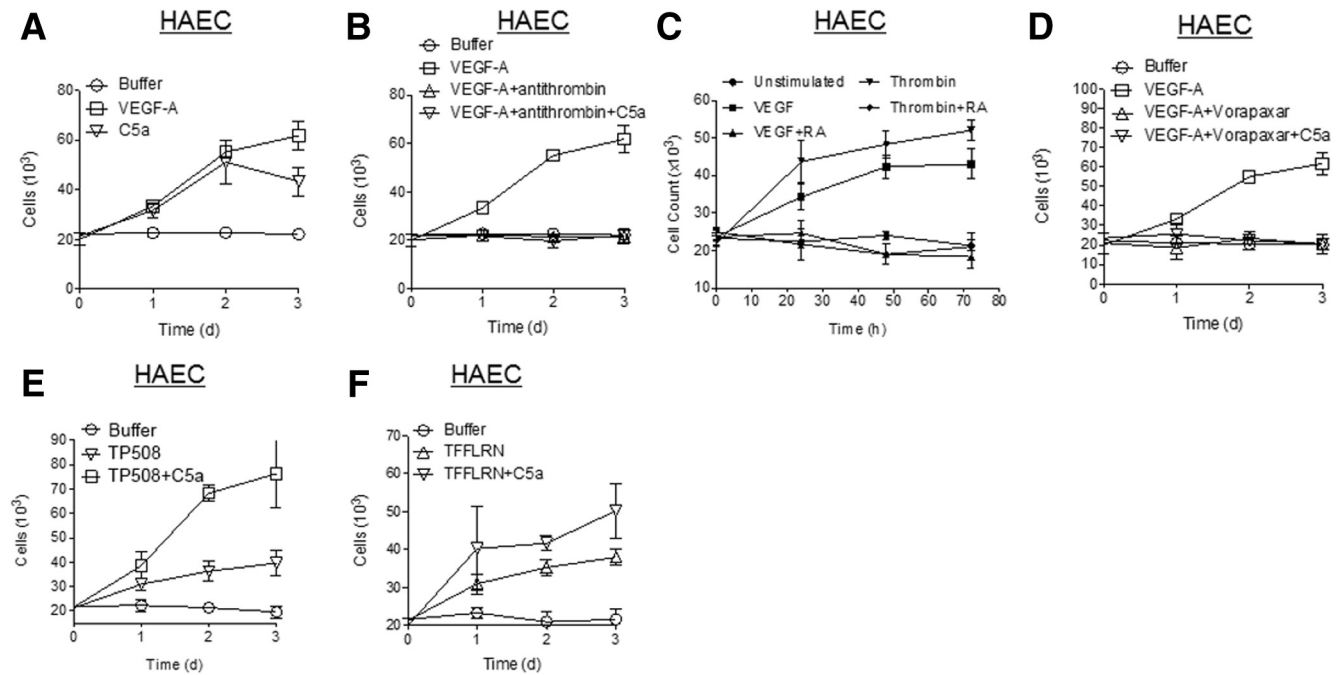 A
HAEC
Buffer
VEGF-A
C5a
80
60
40
20
0
Cells (10³)
0 1 2 3
Time (d)
B
HAEC
Buffer
VEGF-A
VEGF-A+antithrombin
VEGF-A+antithrombin+C5a
80
60
40
20
0
Cells (10³)
0 1 2 3
Time (d)
C
HAEC
Unstimulated
VEGF
VEGF+RA
Thrombin
Thrombin+RA
60
50
40
30
20
10
Cell Count (x10³)
0 10 20 30 40 50 60 70 80
Time (h)
D
HAEC
Buffer
VEGF-A
VEGF-A+Vorapaxar
VEGF-A+Vorapaxar+C5a
100
90
80
70
60
50
40
30
20
10
0
Cells (10³)
0 1 2 3
Time (d)
E
HAEC
Buffer
TP508
TP508+C5a
90
80
70
60
50
40
30
20
Cells (10³)
0 1 2 3
Time (d)
F
HAEC
Buffer
TFFLRN
TFFLRN+C5a
70
60
50
40
30
20
Cells (10³)
0 1 2 3
Time (d)